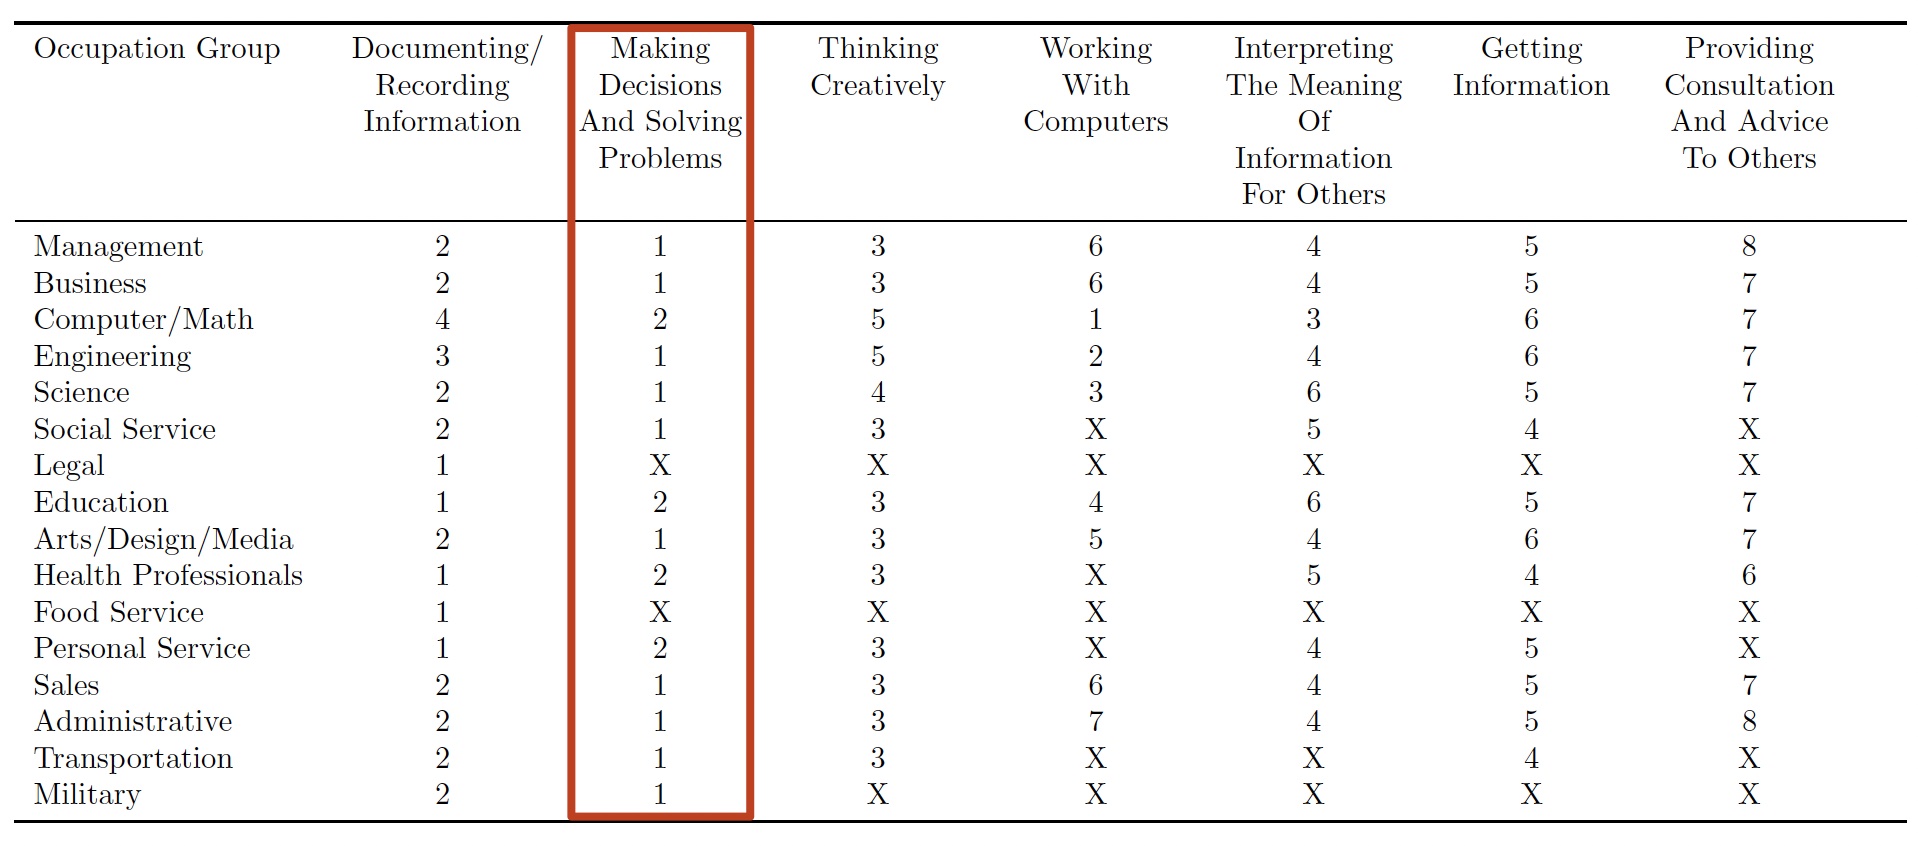 Occupation Group Documenting/ Making Thinking Working Interpreting Getting Providing
Recording Decisions Creatively With The Meaning Information Consultation
Information And Solving Computers Of And Advice
Problems Information To Others
For Others
Management 2 1 3 6 4 5 8
Business 2 1 3 6 4 5 7
Computer/Math 4 2 5 1 3 6 7
Engineering 3 1 5 2 4 6 7
Science 2 1 4 3 6 5 7
Social Service 2 1 3 X 5 4 X
Legal 1 X X X X X X
Education 1 2 3 4 6 5 7
Arts/Design/Media 2 1 3 5 4 6 7
Health Professionals 1 2 3 X 5 4 6
Food Service 1 X X X X X X
Personal Service 1 2 3 X 4 5 X
Sales 2 1 3 6 4 5 7
Administrative 2 1 3 7 4 5 8
Transportation 2 1 3 X X 4 X
Military 2 1 X X X X X